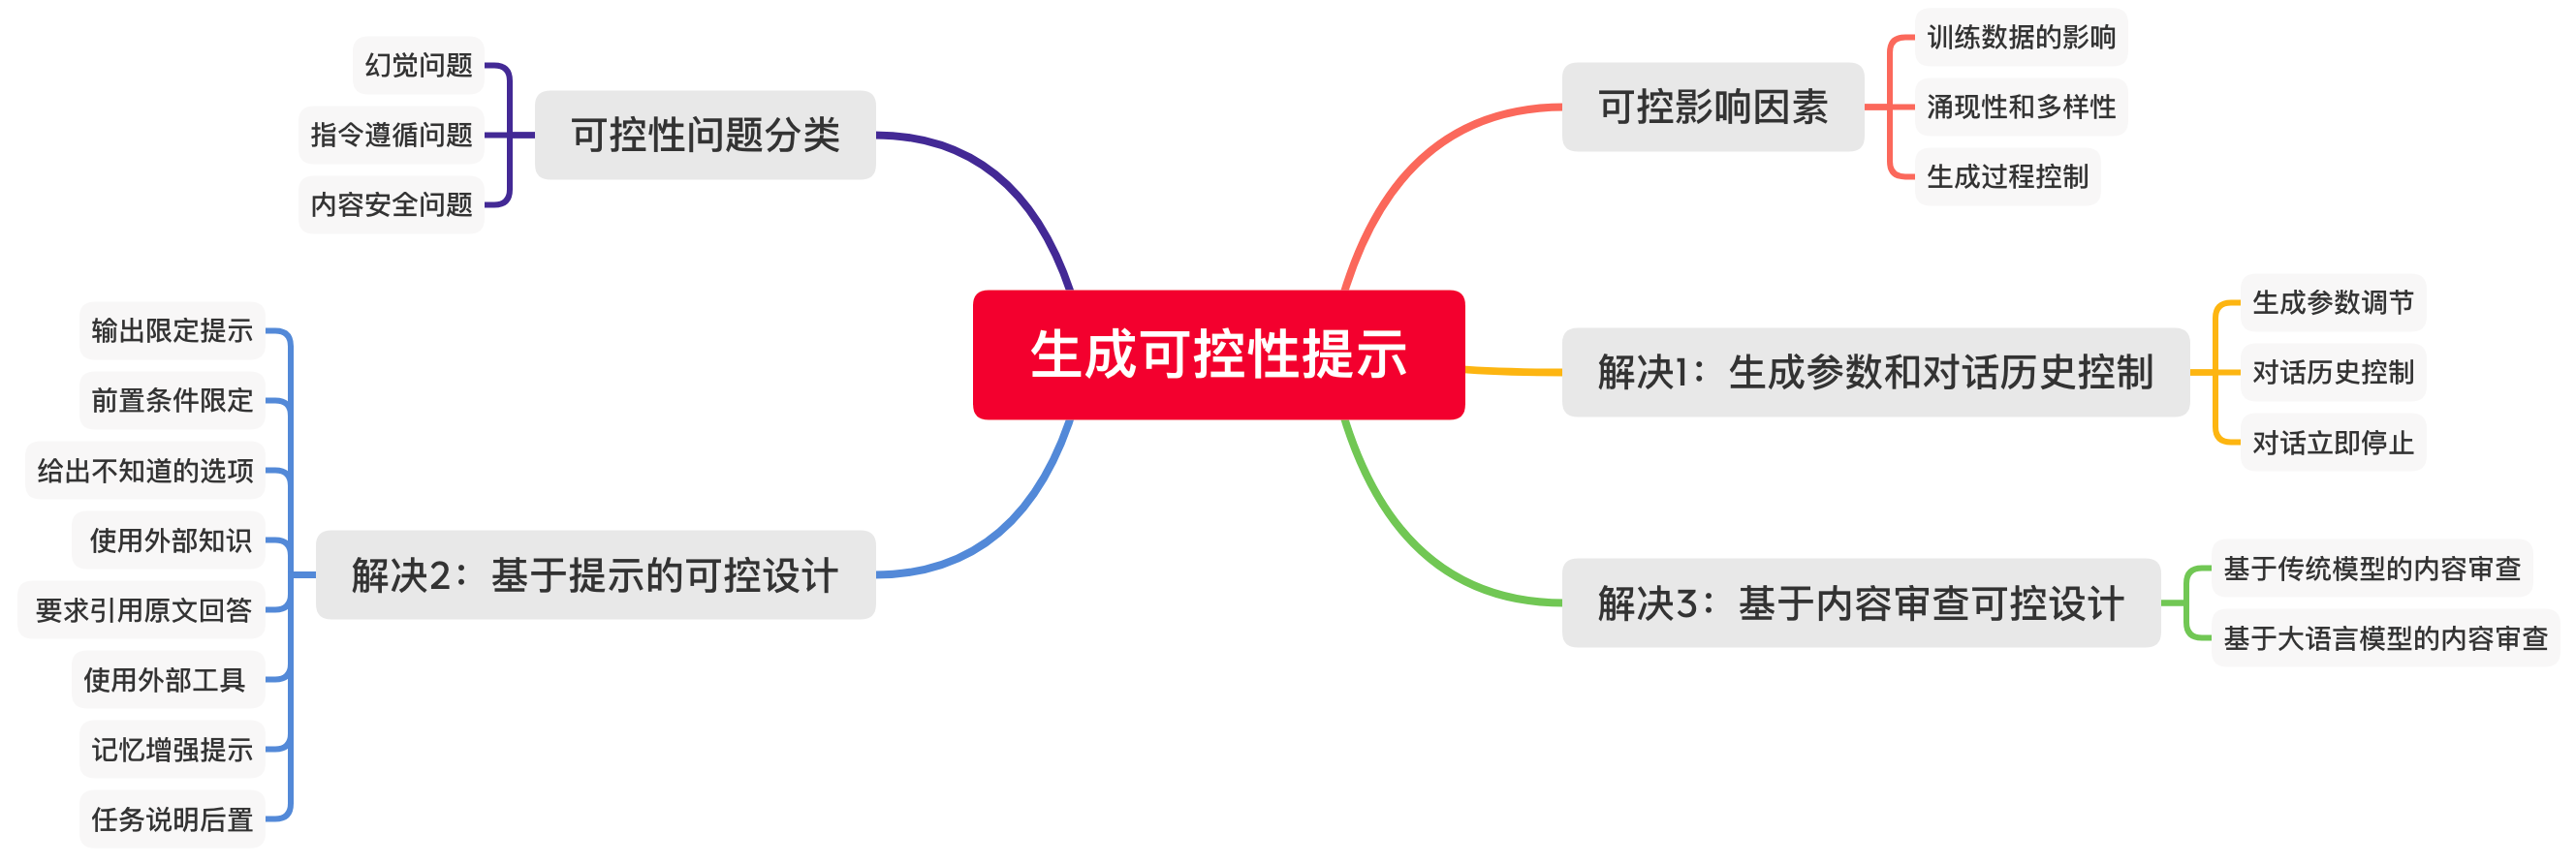 生成可控性提示
可控影响因素
训练数据的影响
涌现性和多样性
生成过程控制
解决1：生成参数和对话历史控制
生成参数调节
对话历史控制
对话立即停止
解决3：基于内容审查可控设计
基于传统模型的内容审查
基于大语言模型的内容审查
可控性问题分类
幻觉问题
指令遵循问题
内容安全问题
解决2：基于提示的可控设计
输出限定提示
前置条件限定
给出不知道的选项
使用外部知识
要求引用原文回答
使用外部工具
记忆增强提示
任务说明后置